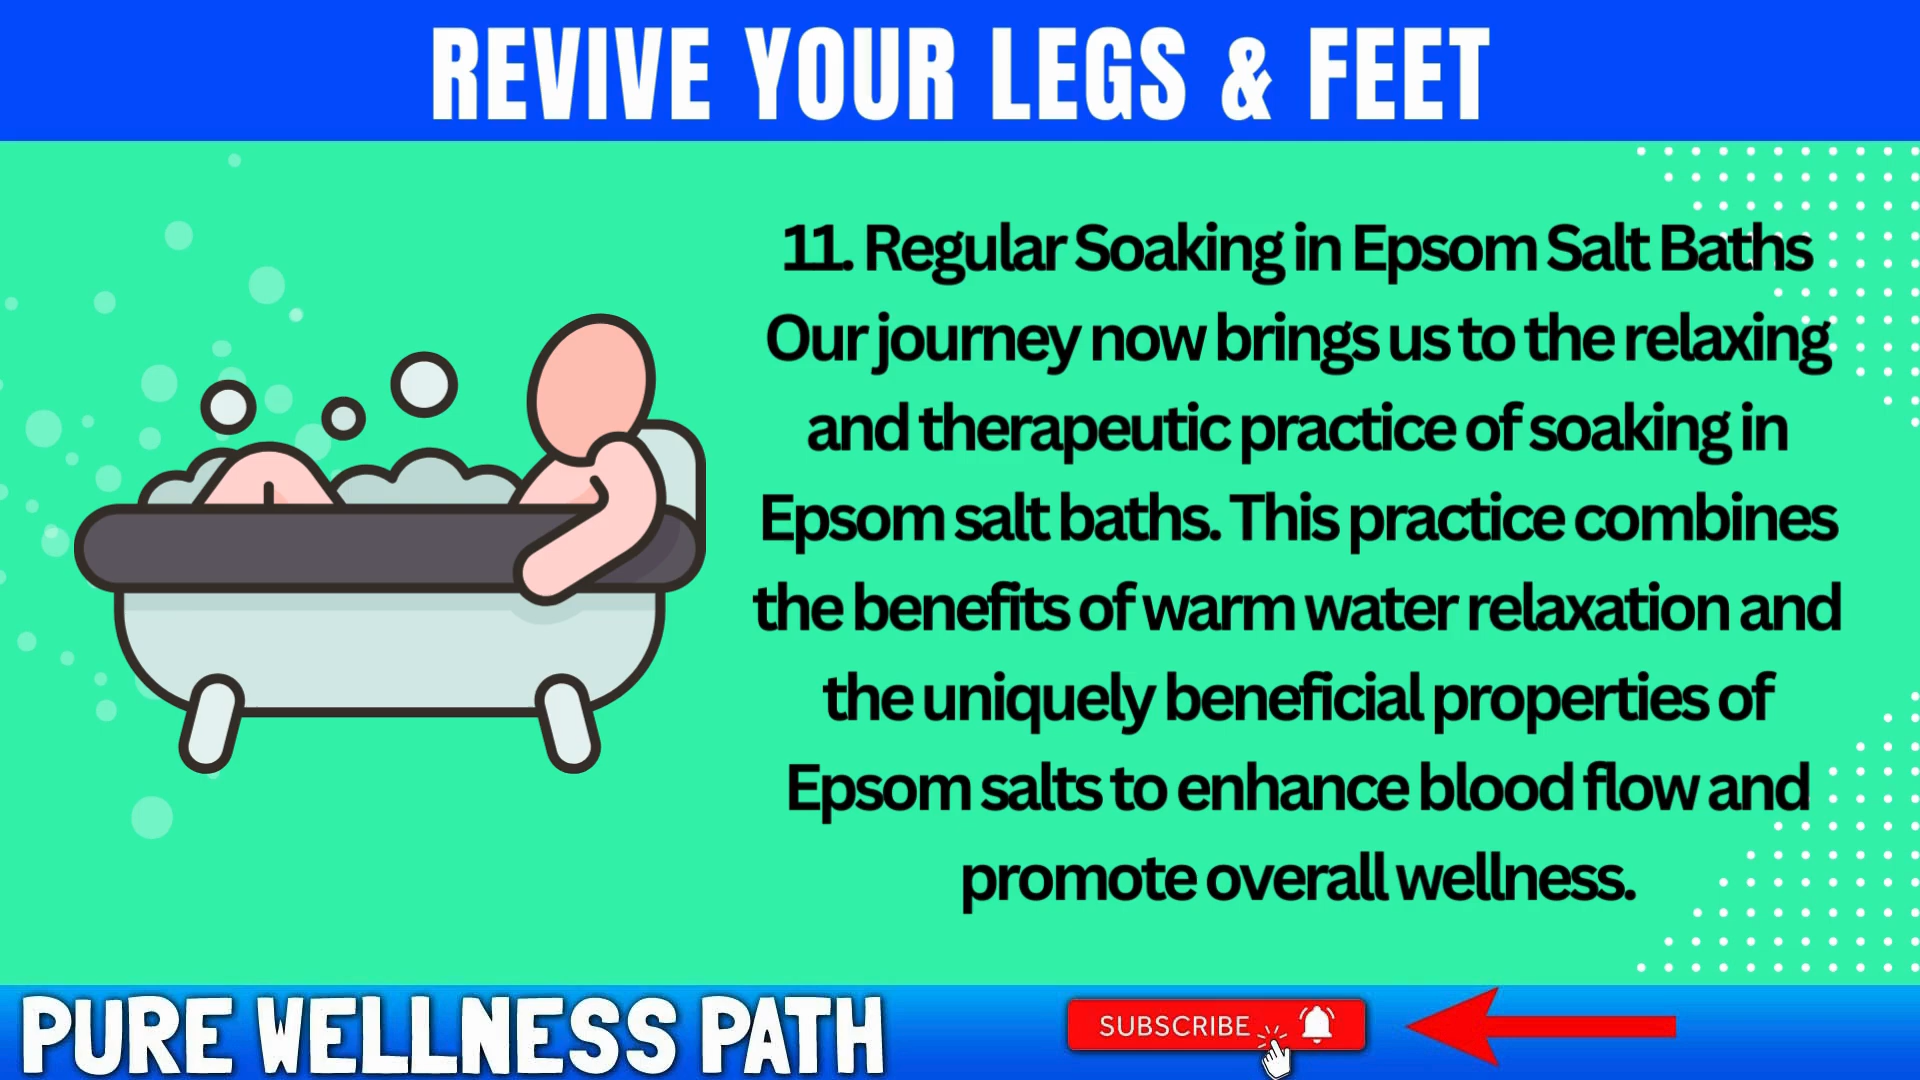 REVIVE YOUR LEGS & FEET
11. Regular Soaking in Epsom Salt Baths
Our journey now brings us to the relaxing
and therapeutic practice of soaking in
Epsom salt baths. This practice combines
the benefits of warm water relaxation and
the uniquely beneficial properties of
Epsom salts to enhance blood flow and
promote overall wellness.
PURE WELLNESS PATH
SUBSCRIBE